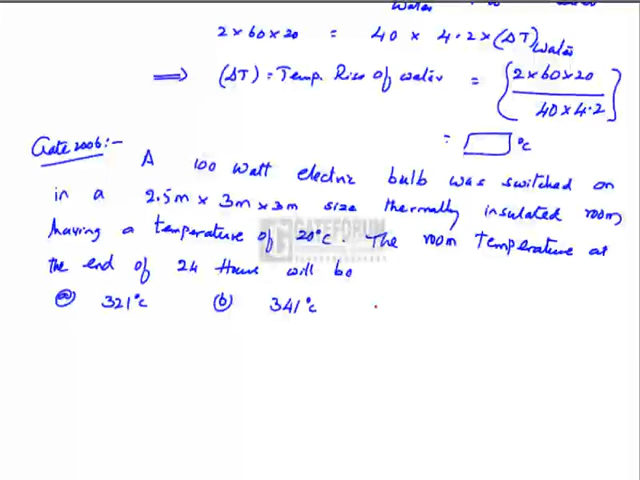 water
2×60×20 = 40 × 4.2×(ΔT)water
⟹ (ΔT) = Temp. Rise of water = (2×60×20 / 40×4.2)
= □ °C
Gate 2006:-
A 100 watt electric bulb was switched on
in a 2.5m × 3m × 3m size thermally insulated room
having a temperature of 20°C. The room temperature at
the end of 24 Hours will be
(a) 321°C (b) 341°C
GATEFORUM